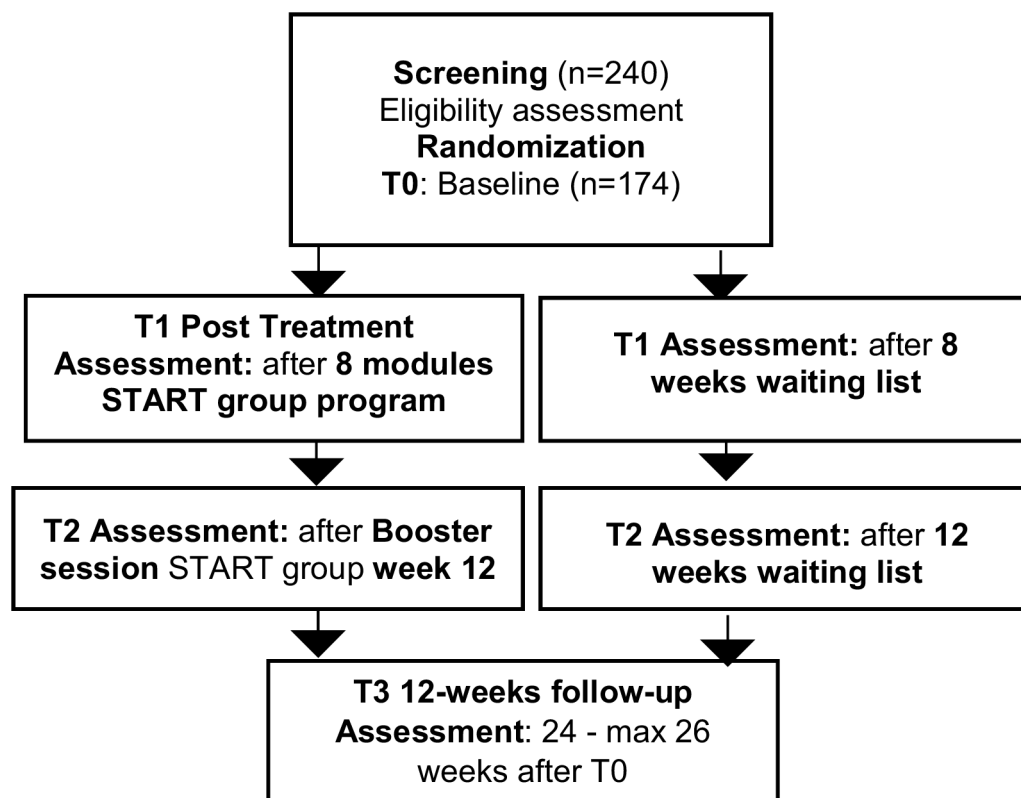 Screening (n=240)
Eligibility assessment
Randomization
T0: Baseline (n=174)
T1 Post Treatment
Assessment: after 8 modules
START group program
T1 Assessment: after 8
weeks waiting list
T2 Assessment: after Booster
session START group week 12
T2 Assessment: after 12
weeks waiting list
T3 12-weeks follow-up
Assessment: 24 - max 26
weeks after T0